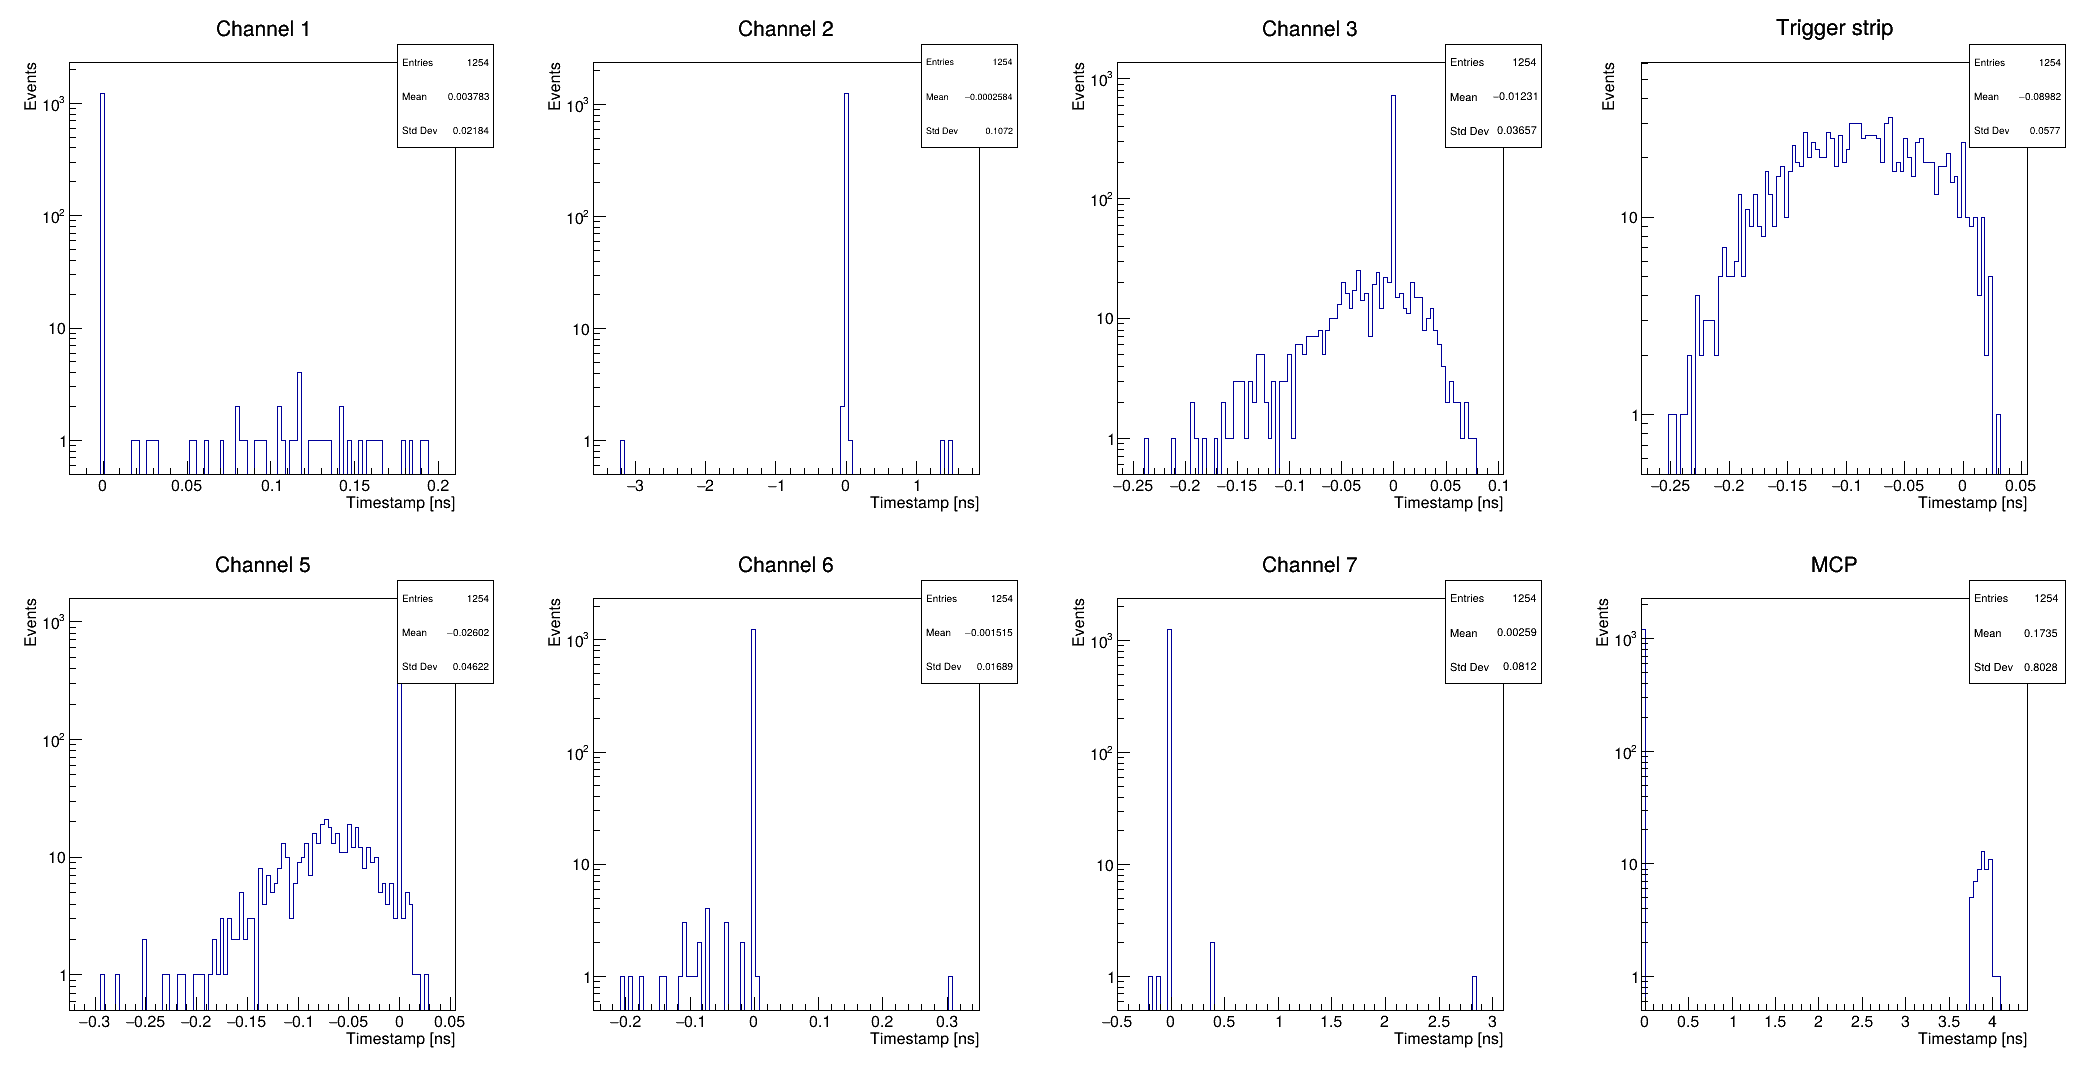 Channel 1
Events
Entries 1254
Mean 0.003783
Std Dev 0.02184
10³
10²
10
1
0 0.05 0.1 0.15 0.2
Timestamp [ns]
Channel 2
Events
Entries 1254
Mean −0.0002584
Std Dev 0.1072
10³
10²
10
1
−3 −2 −1 0 1
Timestamp [ns]
Channel 3
Events
Entries 1254
Mean −0.01231
Std Dev 0.03657
10³
10²
10
1
−0.25 −0.2 −0.15 −0.1 −0.05 0 0.05 0.1
Timestamp [ns]
Trigger strip
Events
Entries 1254
Mean −0.08982
Std Dev 0.0577
10
1
−0.25 −0.2 −0.15 −0.1 −0.05 0 0.05
Timestamp [ns]
Channel 5
Events
Entries 1254
Mean −0.02602
Std Dev 0.04622
10³
10²
10
1
−0.3 −0.25 −0.2 −0.15 −0.1 −0.05 0 0.05
Timestamp [ns]
Channel 6
Events
Entries 1254
Mean −0.001515
Std Dev 0.01689
10³
10²
10
1
−0.2 −0.1 0 0.1 0.2 0.3
Timestamp [ns]
Channel 7
Events
Entries 1254
Mean 0.00259
Std Dev 0.0812
10³
10²
10
1
−0.5 0 0.5 1 1.5 2 2.5 3
Timestamp [ns]
MCP
Events
Entries 1254
Mean 0.1735
Std Dev 0.8028
10³
10²
10
1
0 0.5 1 1.5 2 2.5 3 3.5 4
Timestamp [ns]